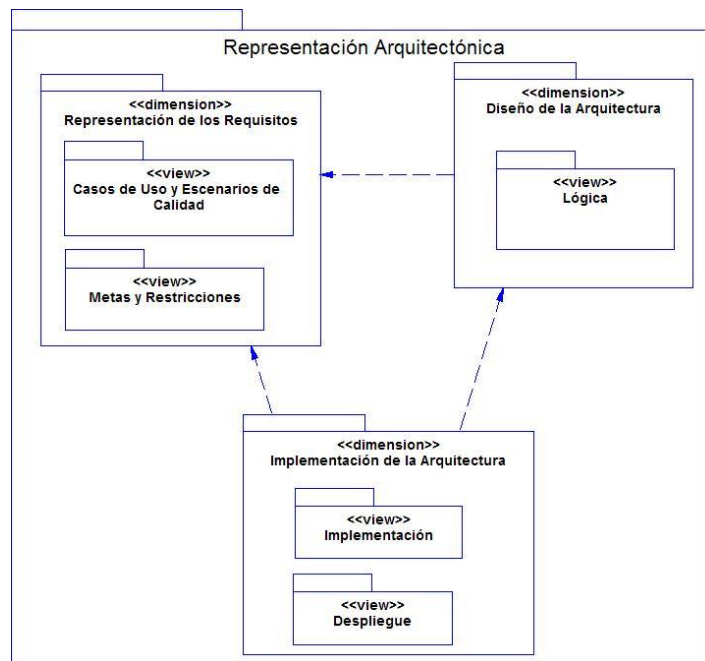 Representación Arquitectónica
<<dimension>>
Representación de los Requisitos
<<view>>
Casos de Uso y Escenarios de
Calidad
<<view>>
Metas y Restricciones
<<dimension>>
Diseño de la Arquitectura
<<view>>
Lógica
<<dimension>>
Implementación de la Arquitectura
<<view>>
Implementación
<<view>>
Despliegue